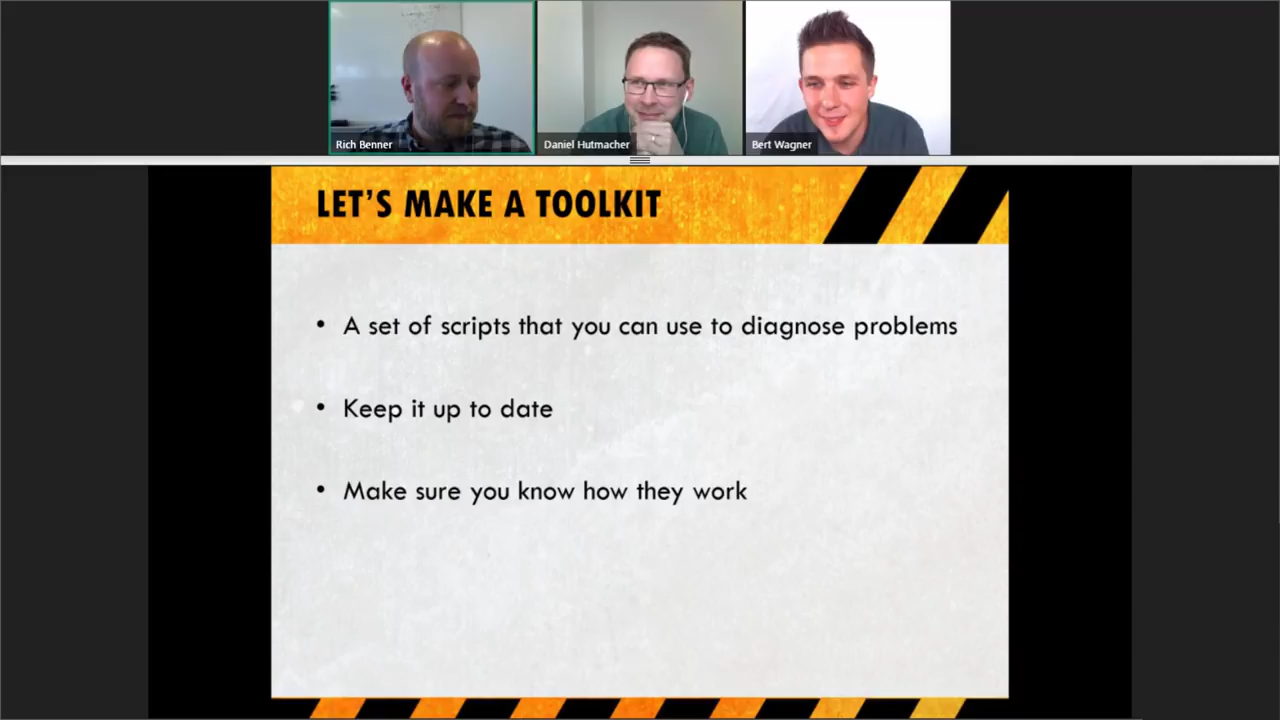 Rich Benner
Daniel Hutmacher
Bert Wagner
LET'S MAKE A TOOLKIT
• A set of scripts that you can use to diagnose problems
• Keep it up to date
• Make sure you know how they work